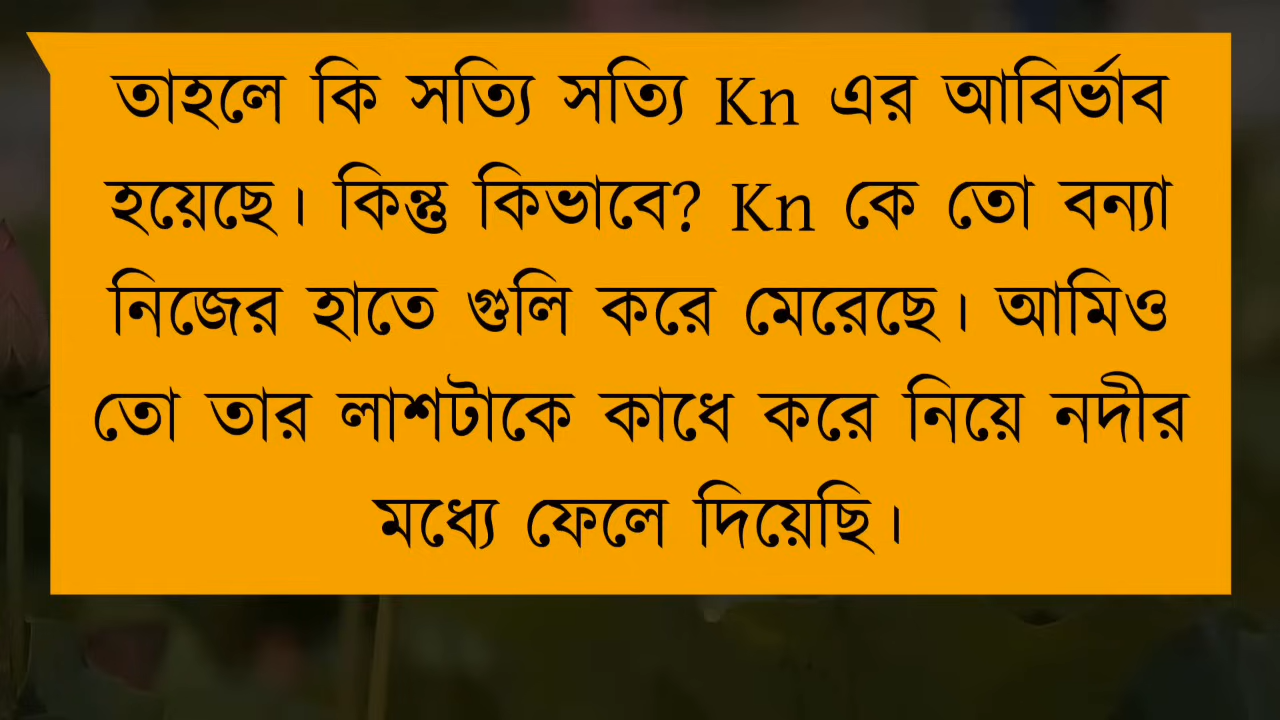 তাহলে কি সত্যি সত্যি Kn এর আবির্ভাব
হয়েছে। কিন্তু কিভাবে? Kn কে তো বন্যা
নিজের হাতে গুলি করে মেরেছে। আমিও
তো তার লাশটাকে কাধে করে নিয়ে নদীর
মধ্যে ফেলে দিয়েছি।